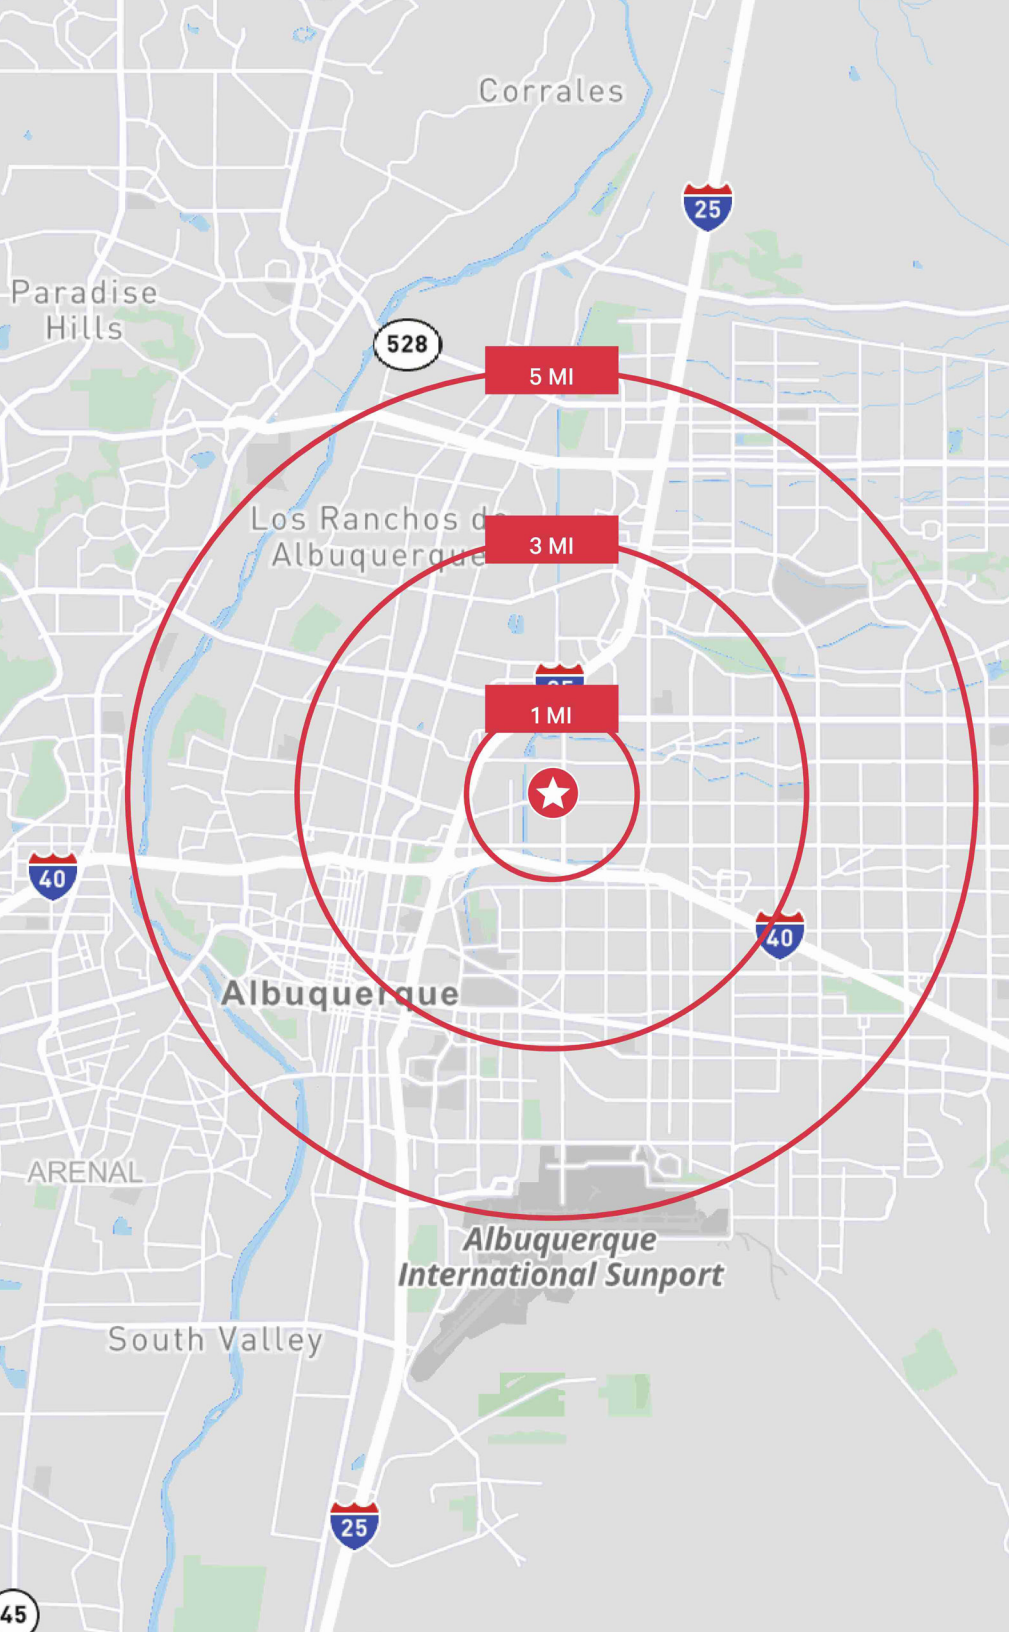 Corrales
25
Paradise
Hills
528
5 MI
Los Ranchos de
Albuquerque
3 MI
1 MI
40
40
Albuquerque
ARENAL
Albuquerque
International Sunport
South Valley
25
45